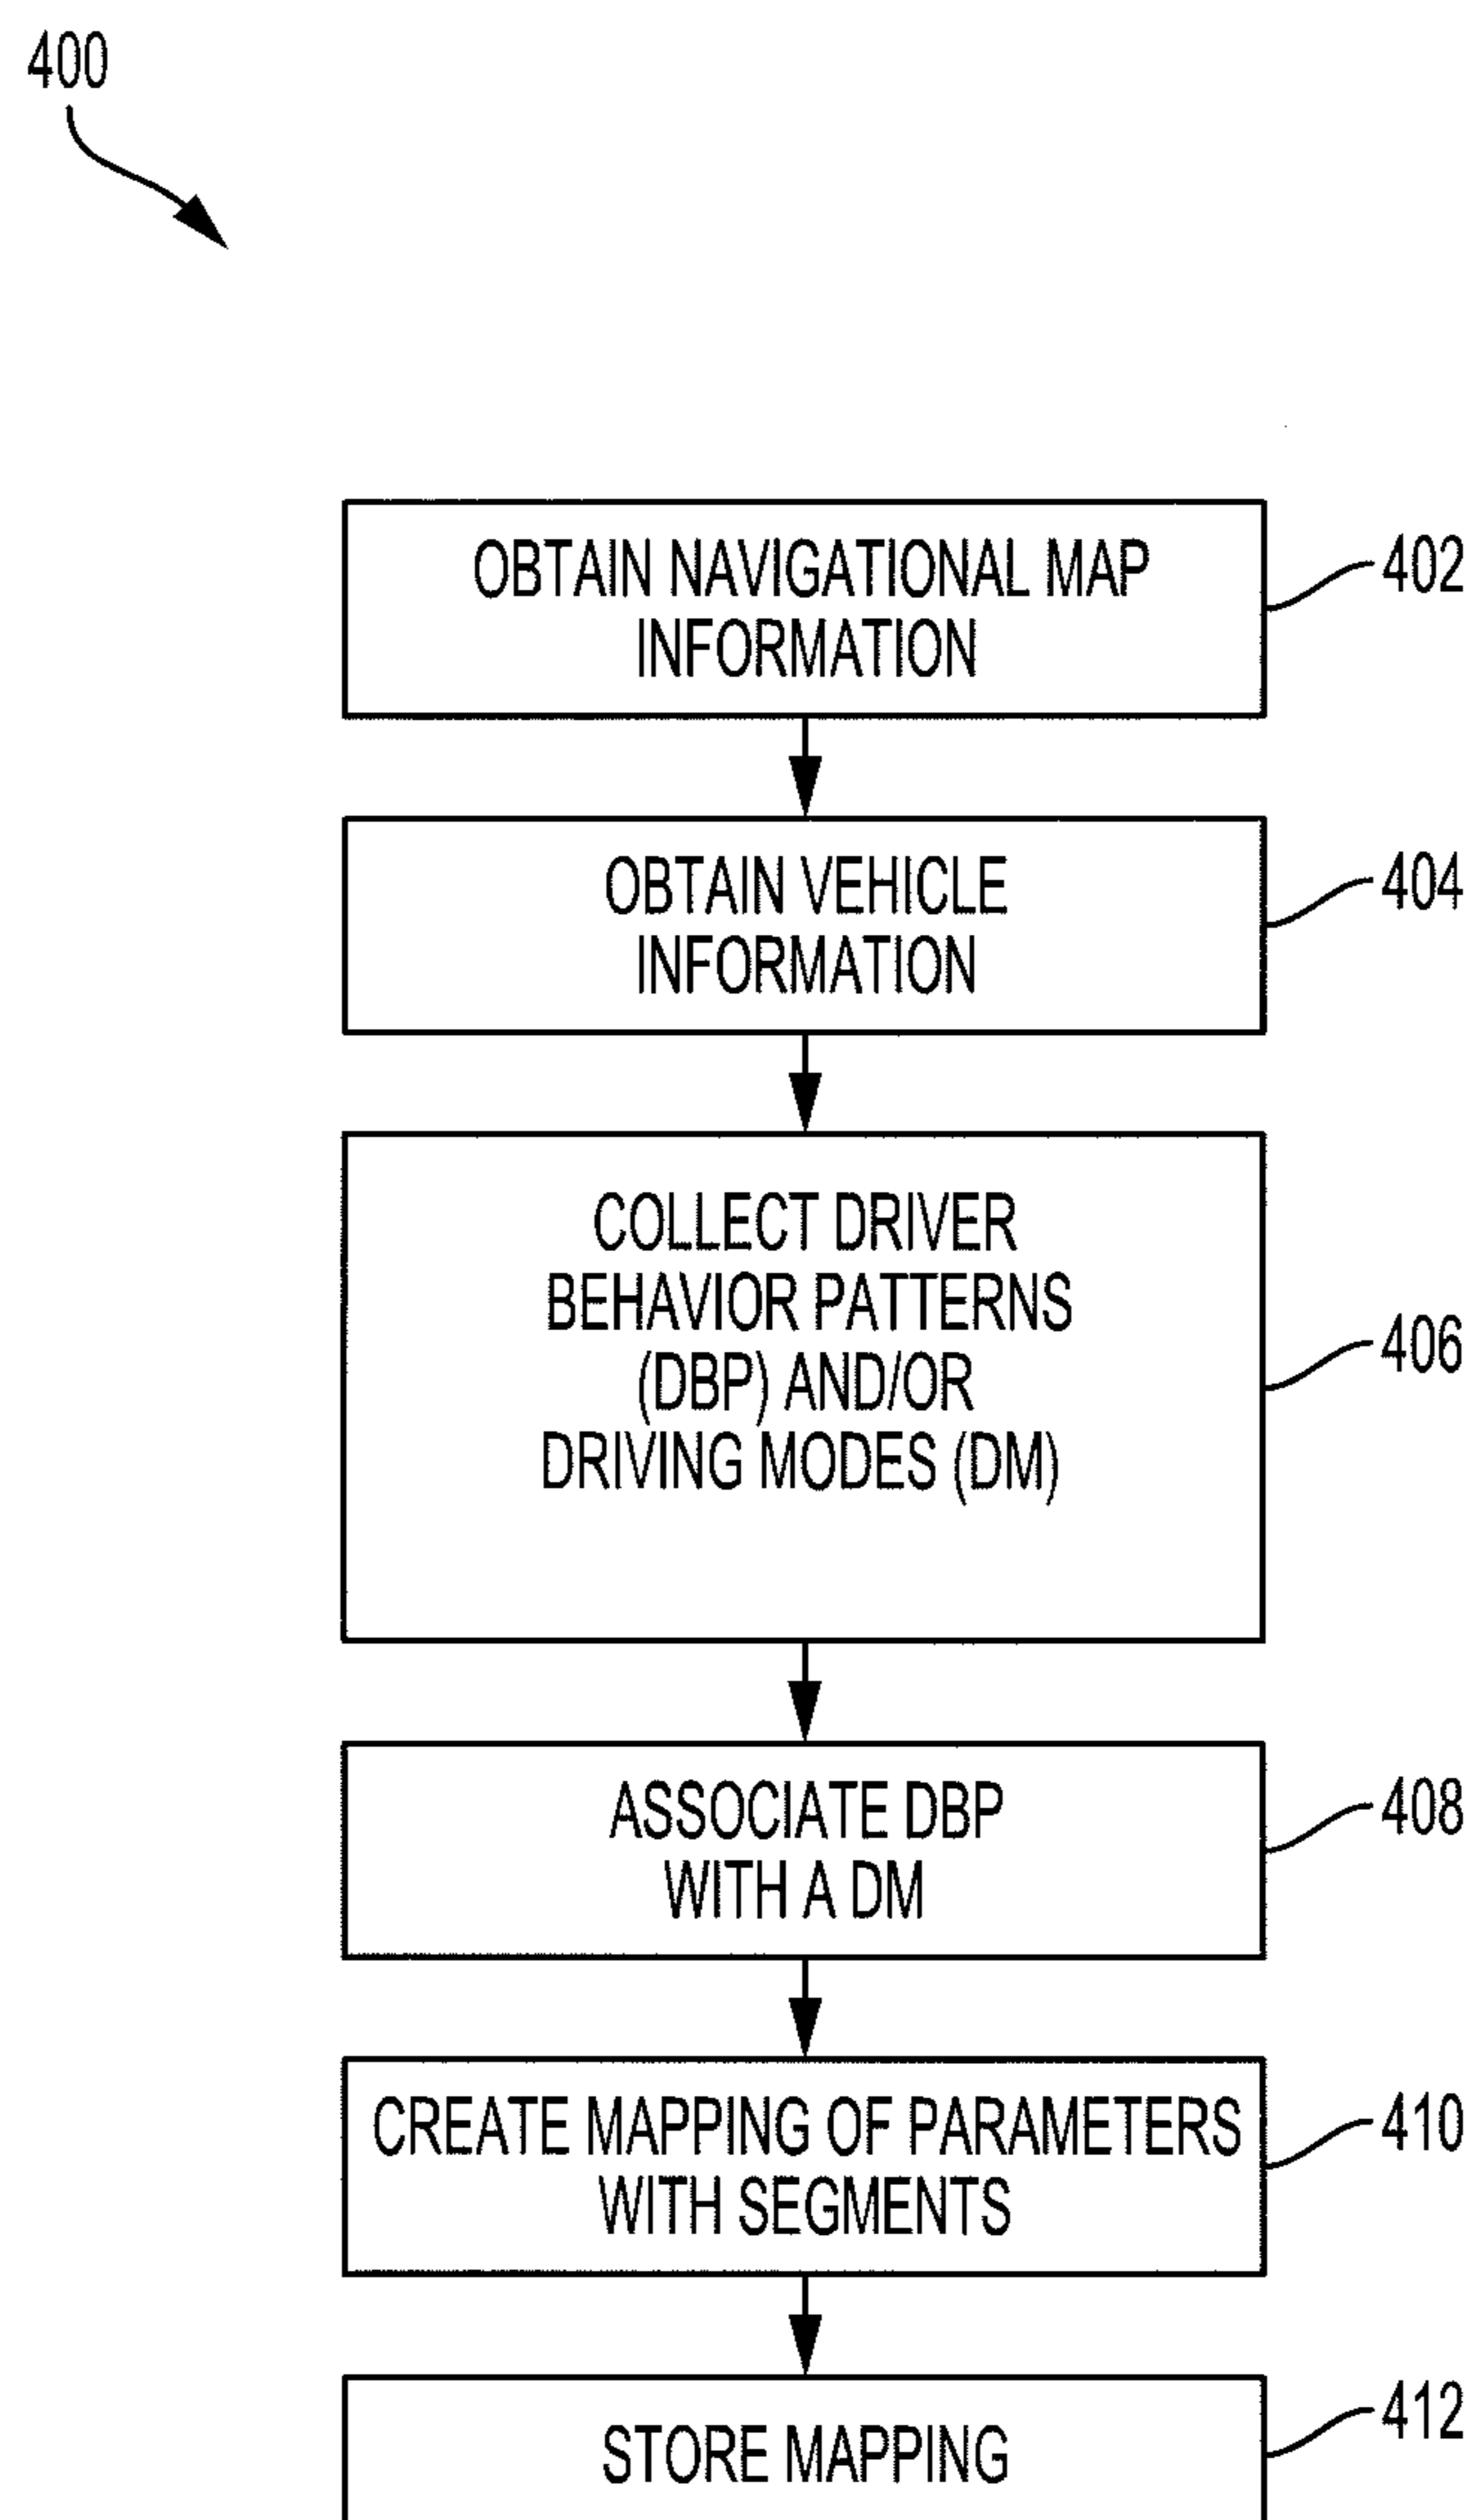 400
OBTAIN NAVIGATIONAL MAP
INFORMATION
402
OBTAIN VEHICLE
INFORMATION
404
COLLECT DRIVER
BEHAVIOR PATTERNS
(DBP) AND/OR
DRIVING MODES (DM)
406
ASSOCIATE DBP
WITH A DM
408
CREATE MAPPING OF PARAMETERS
WITH SEGMENTS
410
STORE MAPPING
412